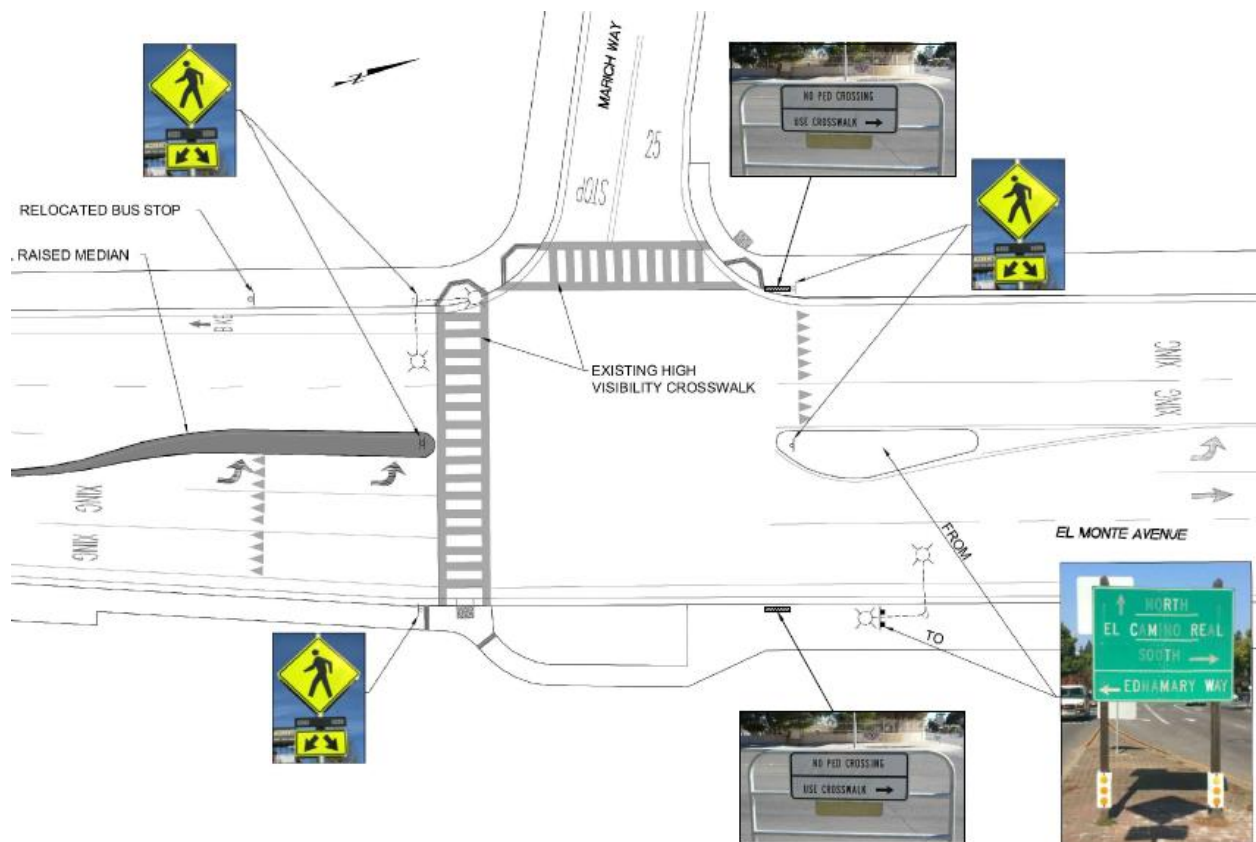 N
MARICH WAY
25
STOP
NO PED CROSSING
USE CROSSWALK →
RELOCATED BUS STOP
RAISED MEDIAN
BKE
EXISTING HIGH
VISIBILITY CROSSWALK
XING
XING
XING
XING
FROM
EL MONTE AVENUE
TO
NORTH
EL CAMINO REAL
SOUTH →
← EDHAMARY WAY
NO PED CROSSING
USE CROSSWALK →